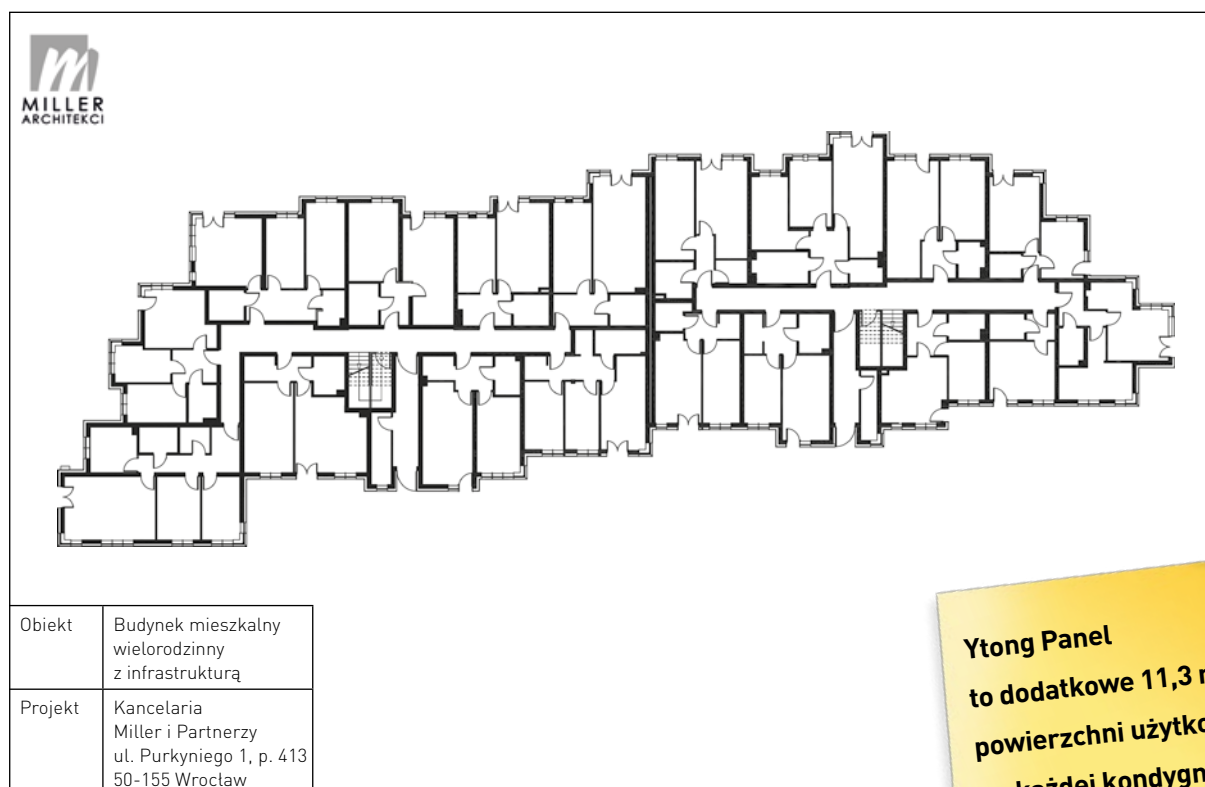 MILLER
ARCHITEKCI
Obiekt
Budynek mieszkalny
wielorodzinny
z infrastrukturą
Projekt
Kancelaria
Miller i Partnerzy
ul. Purkyniego 1, p. 413
50-155 Wrocław
Ytong Panel
to dodatkowe 11,3
powierzchni
każdej